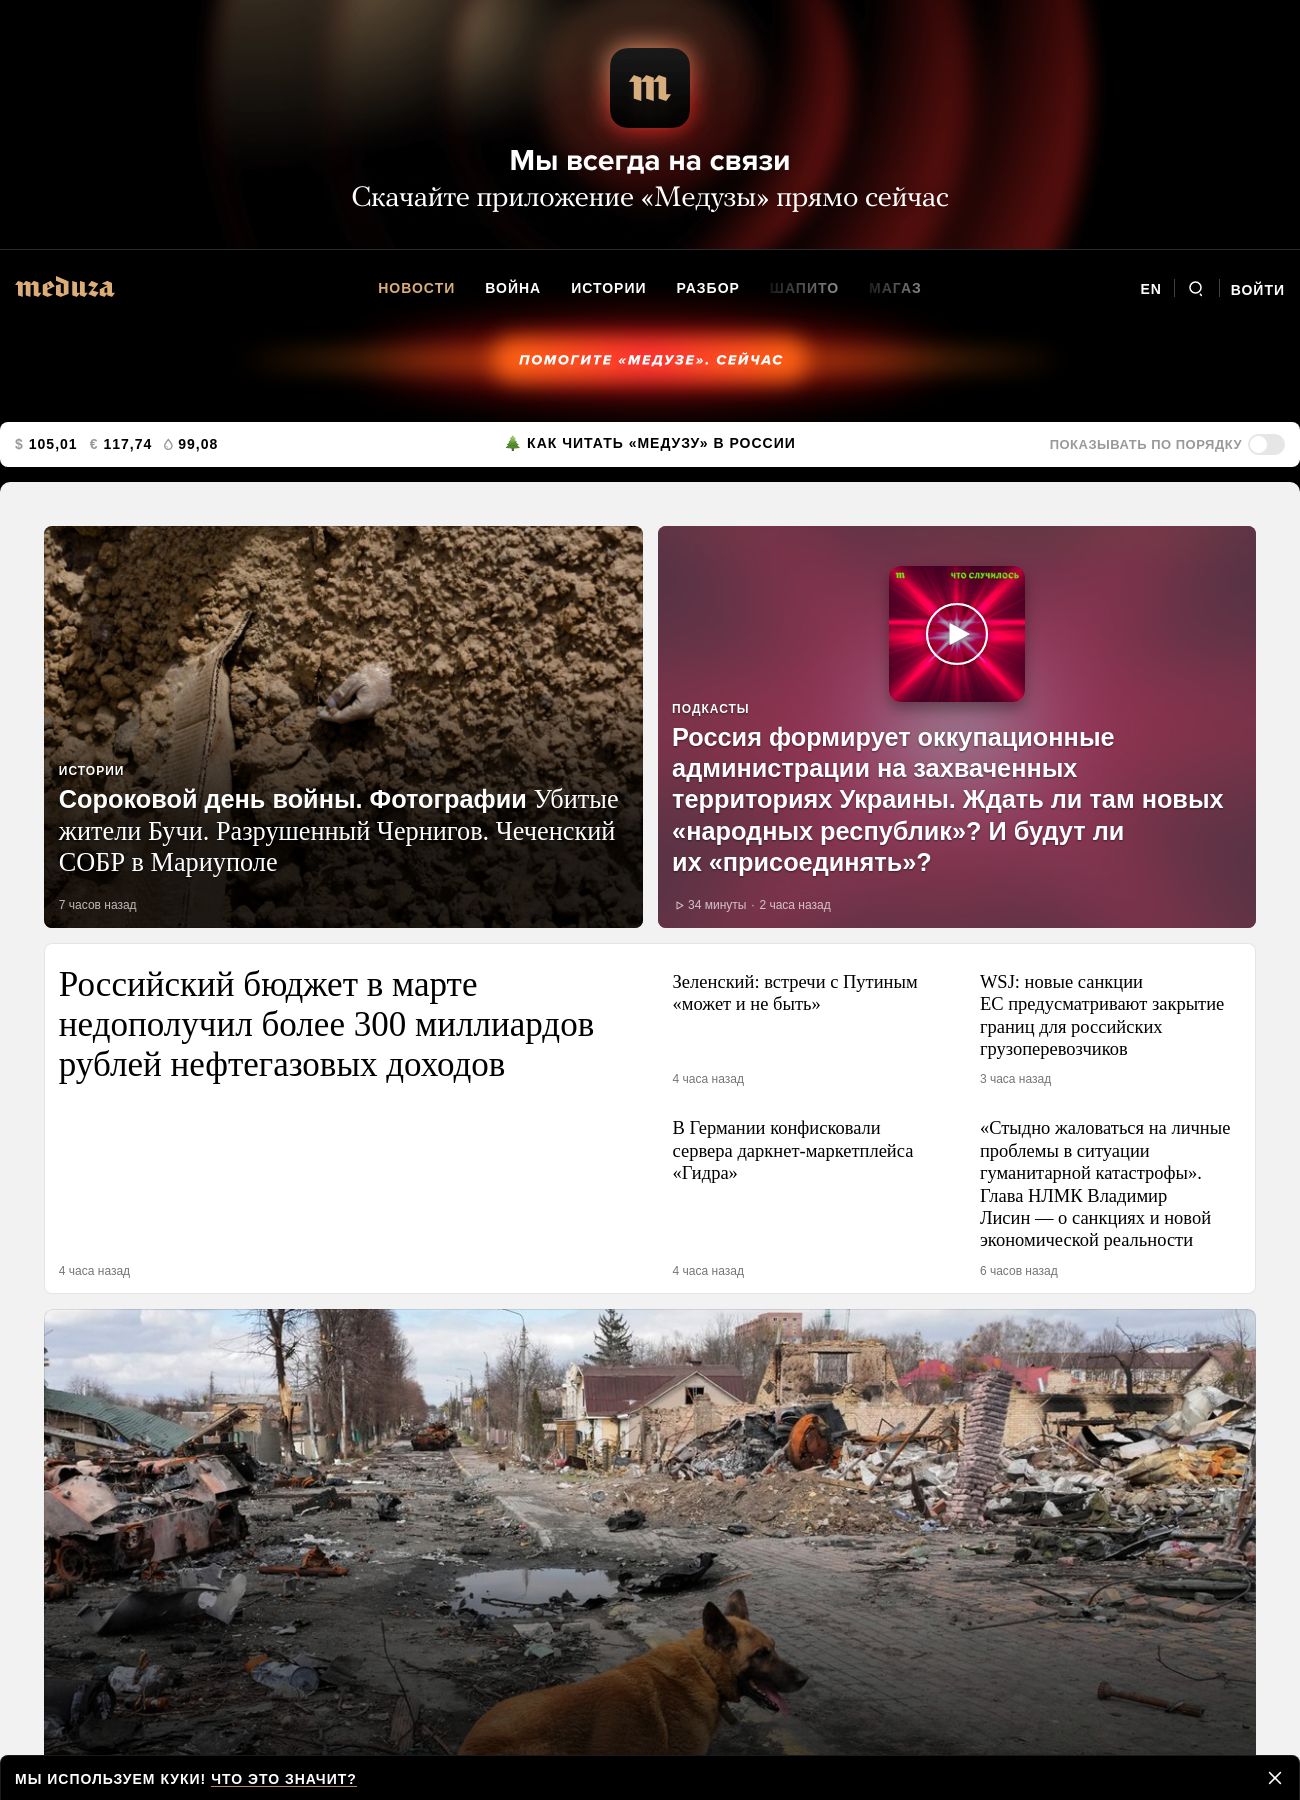 m
Мы всегда на связи
Скачайте приложение «Медузы» прямо сейчас
meduza
НОВОСТИ ВОЙНА ИСТОРИИ РАЗБОР ШАПИТО МАГАЗ
EN ВОЙТИ
ПОМОГИТЕ «МЕДУЗЕ». СЕЙЧАС
$ 105,01 € 117,74 99,08
КАК ЧИТАТЬ «МЕДУЗУ» В РОССИИ
ПОКАЗЫВАТЬ ПО ПОРЯДКУ
ИСТОРИИ
Сороковой день войны. Фотографии Убитые
жители Бучи. Разрушенный Чернигов. Чеченский
СОБР в Мариуполе
7 часов назад
m ЧТО СЛУЧИЛОСЬ
ПОДКАСТЫ
Россия формирует оккупационные
администрации на захваченных
территориях Украины. Ждать ли там новых
«народных республик»? И будут ли
их «присоединять»?
34 минуты · 2 часа назад
Российский бюджет в марте
недополучил более 300 миллиардов
рублей нефтегазовых доходов
4 часа назад
Зеленский: встречи с Путиным
«может и не быть»
4 часа назад
WSJ: новые санкции
ЕС предусматривают закрытие
границ для российских
грузоперевозчиков
3 часа назад
В Германии конфисковали
сервера даркнет-маркетплейса
«Гидра»
4 часа назад
«Стыдно жаловаться на личные
проблемы в ситуации
гуманитарной катастрофы».
Глава НЛМК Владимир
Лисин — о санкциях и новой
экономической реальности
6 часов назад
МЫ ИСПОЛЬЗУЕМ КУКИ! ЧТО ЭТО ЗНАЧИТ?